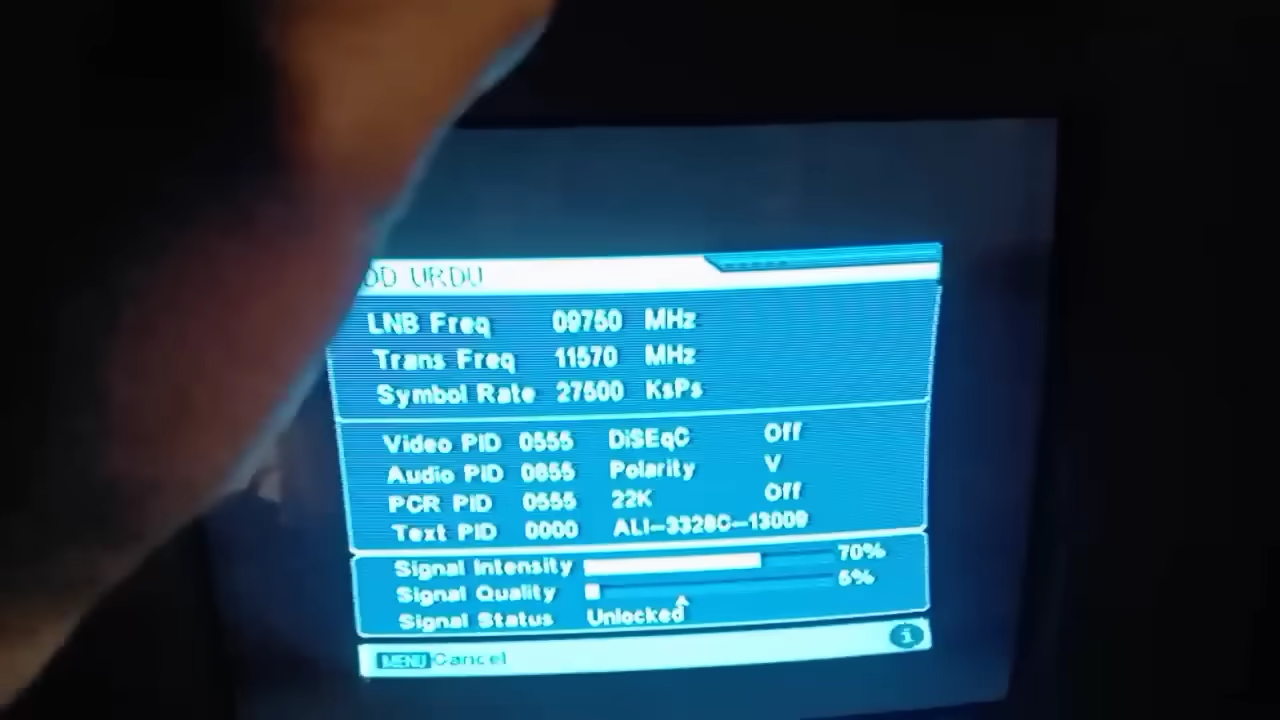 DD URDU
LNB Freq 09750 MHz
Trans Freq 11570 MHz
Symbol Rate 27500 KsPs
Video PID 0555 DiSEqC Off
Audio PID 0655 Polarity V
PCR PID 0555 22K Off
Text PID 0000 ALI-3328C-13009
Signal Intensity 70%
Signal Quality 5%
Signal Status Unlocked
MENU Cancel
i